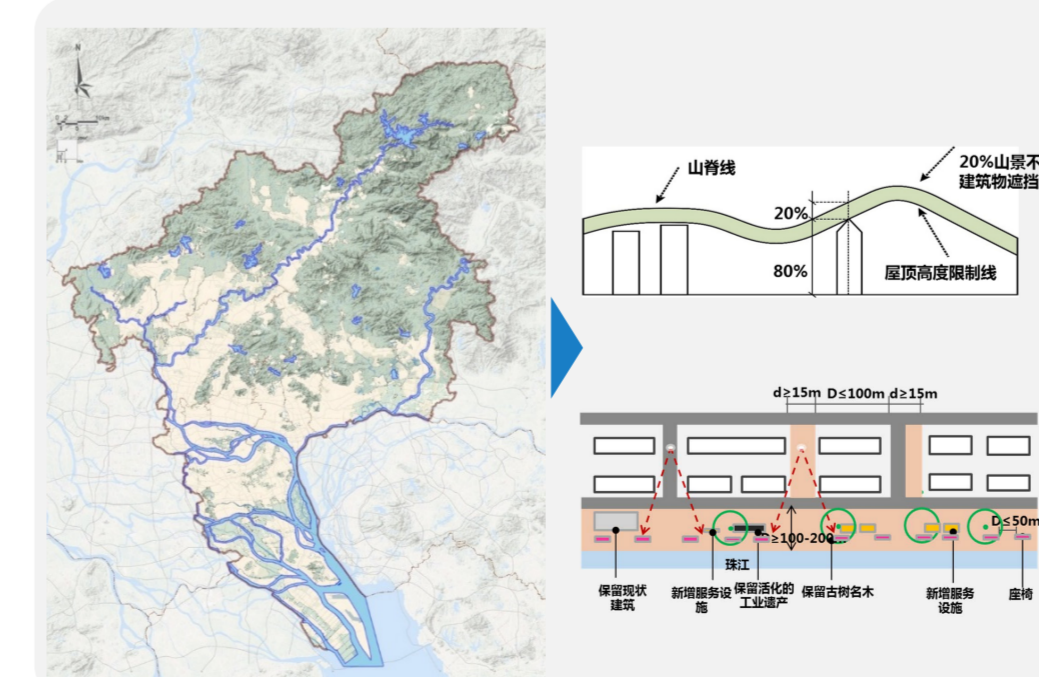 N
山脊线
20%山景不
建筑物遮挡
20%
80%
屋顶高度限制线
d≥15m D≤100m d≥15m
D≤50m
≥100-200
珠江
保留现状
建筑
新增服务设
施
保留活化的
工业遗产
保留古树名木
新增服务
设施
座椅